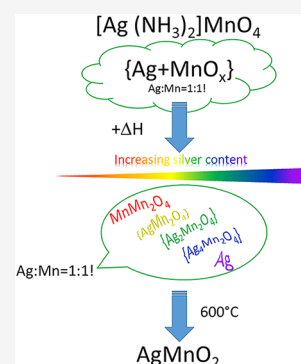 [Ag (NH₃)₂]MnO₄
{Ag+MnOₓ}
Ag:Mn=1:1!
+ΔH
Increasing silver content
MnMn₂O₄
(AgMn₂O₄)
{Ag₂Mn₂O₄}
{Ag₄Mn₂O₄}
Ag
Ag:Mn=1:1!
600°C
AgMnO₂